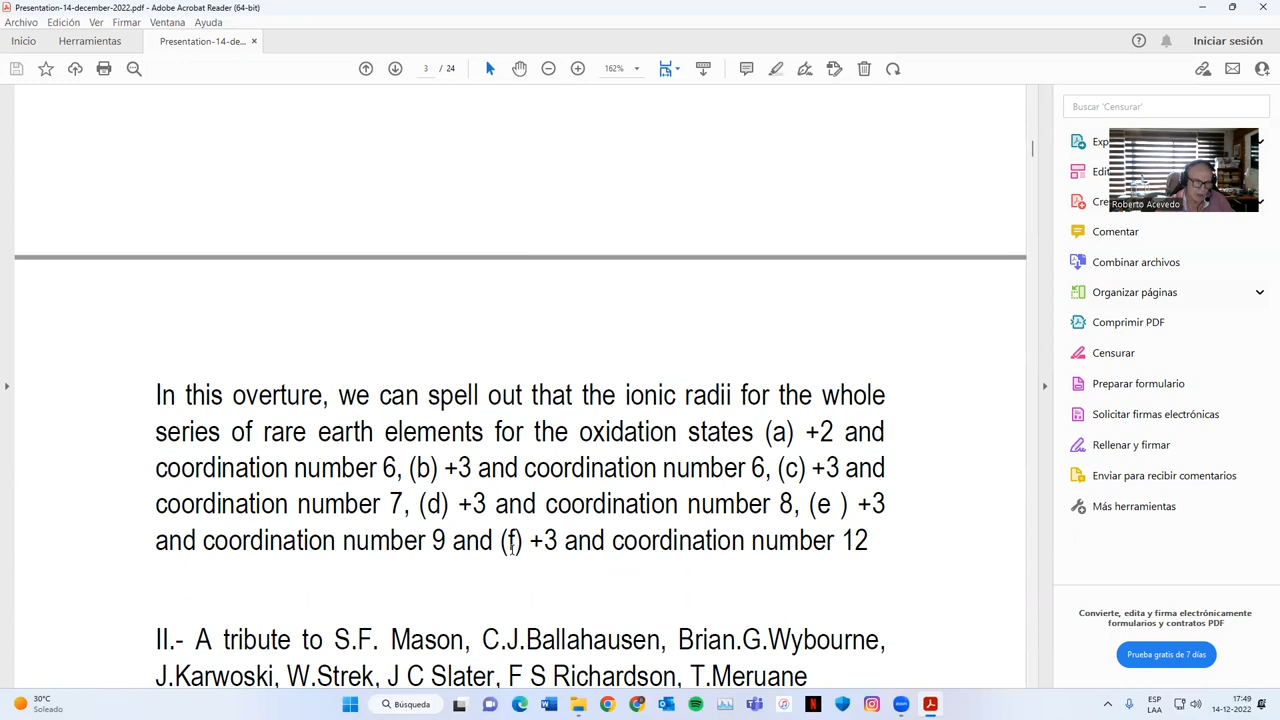 Presentation-14-december-2022.pdf - Adobe Acrobat Reader (64-bit)
Archivo Edición Ver Firmar Ventana Ayuda
Inicio Herramientas Presentation-14-de... × Iniciar sesión
3 / 24 162%
Buscar 'Censurar'
Exp
Edit
Cre
Roberto Acevedo
Comentar
Combinar archivos
Organizar páginas
Comprimir PDF
Censurar
Preparar formulario
Solicitar firmas electrónicas
Rellenar y firmar
Enviar para recibir comentarios
Más herramientas
In this overture, we can spell out that the ionic radii for the whole
series of rare earth elements for the oxidation states (a) +2 and
coordination number 6, (b) +3 and coordination number 6, (c) +3 and
coordination number 7, (d) +3 and coordination number 8, (e ) +3
and coordination number 9 and (f) +3 and coordination number 12
II.- A tribute to S.F. Mason, C.J.Ballahausen, Brian.G.Wybourne,
J.Karwoski, W.Strek, J C Slater, F S Richardson, T.Meruane
Convierte, edita y firma electrónicamente
formularios y contratos PDF
Prueba gratis de 7 días
30°C
Soleado
Búsqueda
ESP
LAA
17:49
14-12-2022